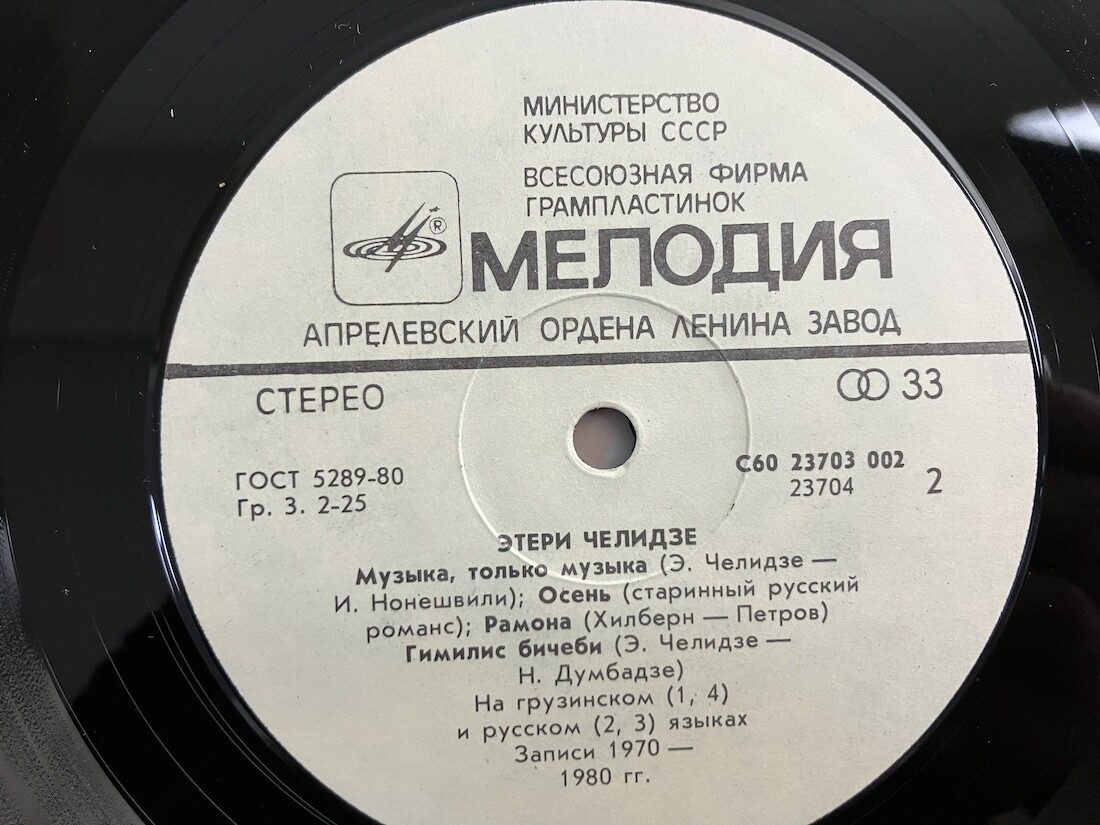 МИНИСТЕРСТВО
КУЛЬТУРЫ СССР
ВСЕСОЮЗНАЯ ФИРМА
ГРАМПЛАСТИНОК
®
МЕЛОДИЯ
АПРЕЛЕВСКИЙ ОРДЕНА ЛЕНИНА ЗАВОД
СТЕРЕО
33
ГОСТ 5289-80
Гр. 3. 2-25
С60 23703 002
23704
2
ЭТЕРИ ЧЕЛИДЗЕ
Музыка, только музыка (Э. Челидзе —
И. Нонешвили); Осень (старинный русский
романс); Рамона (Хилберн — Петров)
Гимилис бичеби (Э. Челидзе —
Н. Думбадзе)
На грузинском (1, 4)
и русском (2, 3) языках
Записи 1970 —
1980 гг.